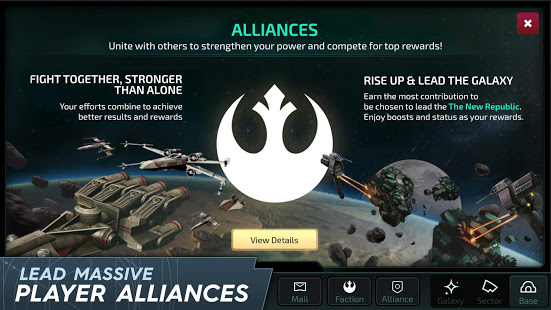 ALLIANCES
Unite with others to strengthen your power and compete for top rewards!
FIGHT TOGETHER, STRONGER
THAN ALONE
Your efforts combine to achieve
better results and rewards
RISE UP & LEAD THE GALAXY
Earn the most contribution to
be chosen to lead the The New Republic.
Enjoy boosts and status as your rewards.
View Details
LEAD MASSIVE
PLAYER ALLIANCES
Mail
Faction
Alliance
Galaxy
Sector
Base